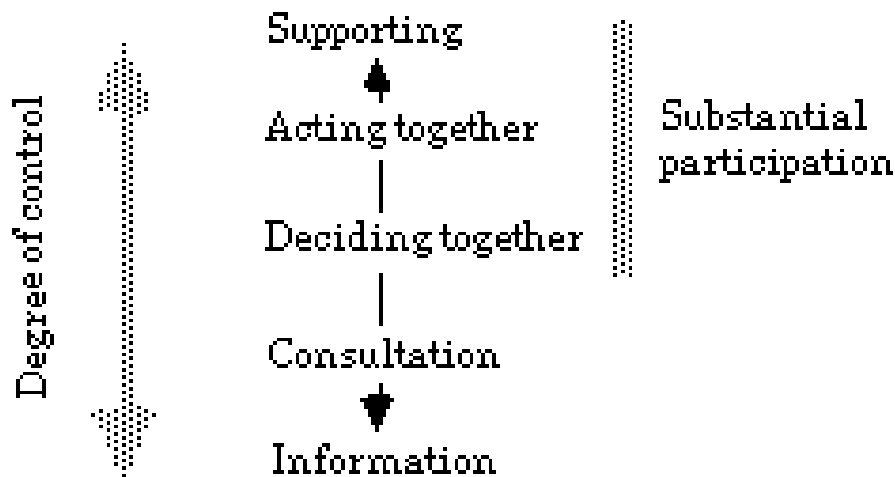 Supporting
Acting together
Deciding together
Consultation
Information
Degree of control
Substantial
participation